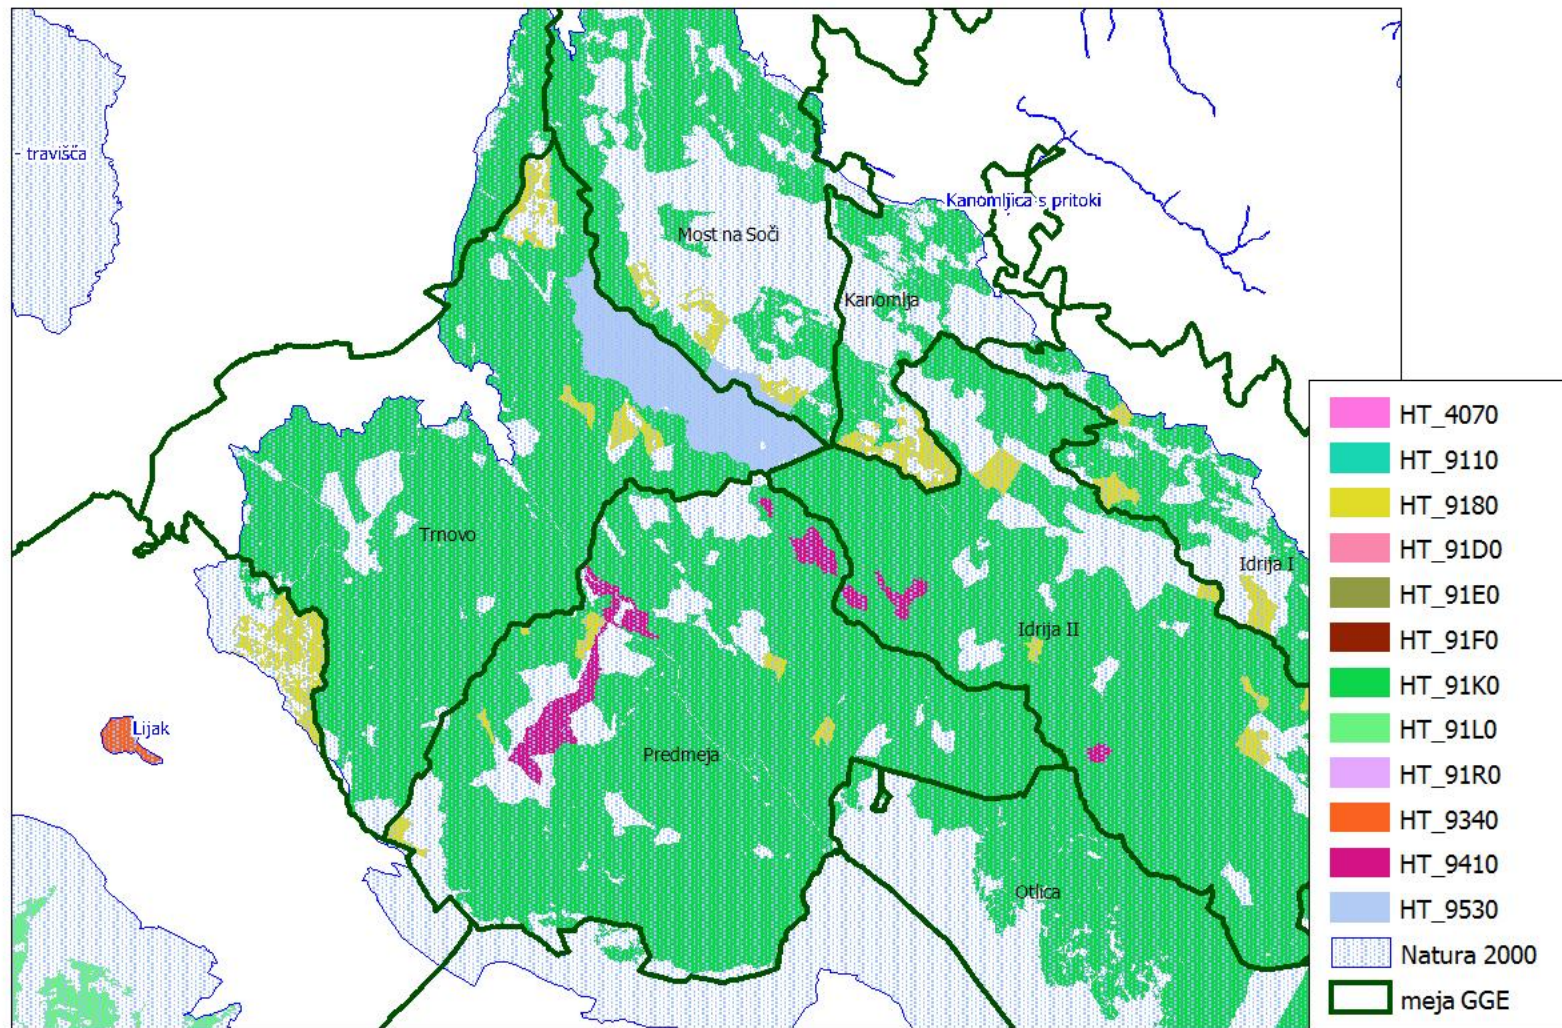 - travišča
Kanomljica s pritoki
Most na Soči
Kanomlja
Trnovo
Idrija I
Idrija II
Lijak
Predmeja
Otlica
HT_4070
HT_9110
HT_9180
HT_91D0
HT_91E0
HT_91F0
HT_91K0
HT_91L0
HT_91R0
HT_9340
HT_9410
HT_9530
Natura 2000
meja GGE